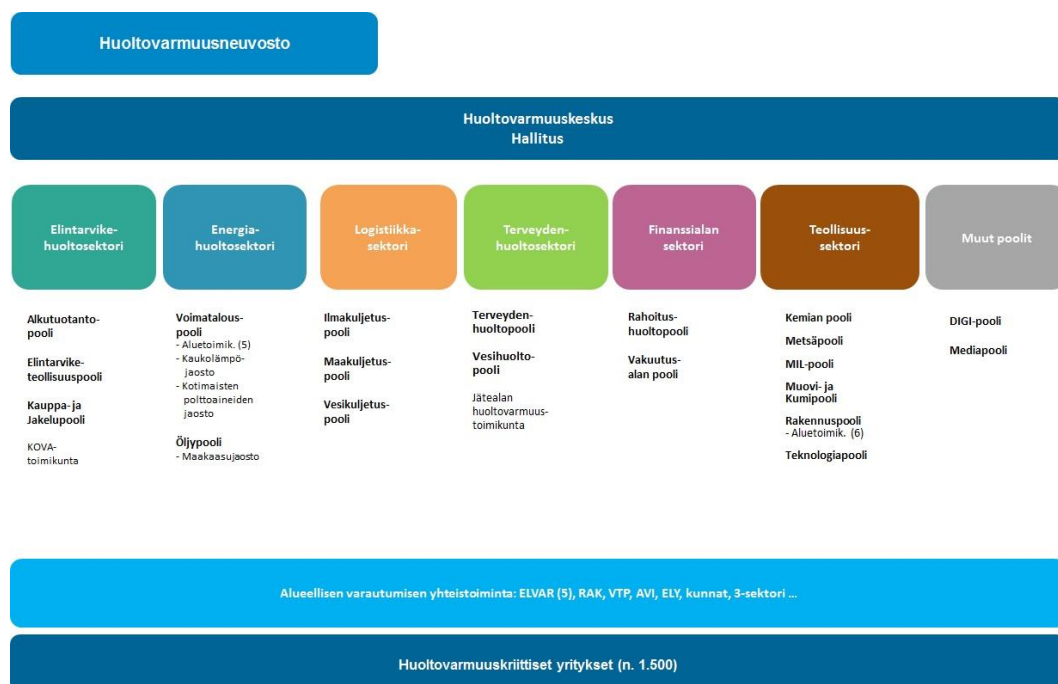 Huoltovarmuusneuvosto
Huoltovarmuuskeskus
Hallitus
Elintarvike-
huoltosektori
Energia-
huoltosektori
Logistiikka-
sektori
Terveyden-
huoltosektori
Finanssialan
sektori
Teollisuus-
sektori
Muut poolit
Alkutuotanto-
pooli
Elintarvike-
teollisuuspooli
Kauppa- ja
Jakelupooli
KOVA-
toimikunta
Voimatalous-
pooli
- Aluetoimik. (5)
- Kaukolämpö-
jaosto
- Kotimaisten
polttoaineiden
jaosto
Öljypooli
- Maakaasujaosto
Ilmakuljetus-
pooli
Maakuljetus-
pooli
Vesikuljetus-
pooli
Terveyden-
huoltopooli
Vesihuolto-
pooli
Jätealan
huoltovarmuus-
toimikunta
Rahoitus-
huoltopooli
Vakuutus-
alan pooli
Kemian pooli
Metsäpooli
MIL-pooli
Muovi- ja
Kumipooli
Rakennuspooli
- Aluetoimik. (6)
Teknologiapooli
DIGI-pooli
Mediapooli
Alueellisen varautumisen yhteistoiminta: ELVAR (5), RAK, VTP, AVI, ELY, kunnat, 3-sektori ...
Huoltovarmuuskriittiset yritykset (n. 1.500)